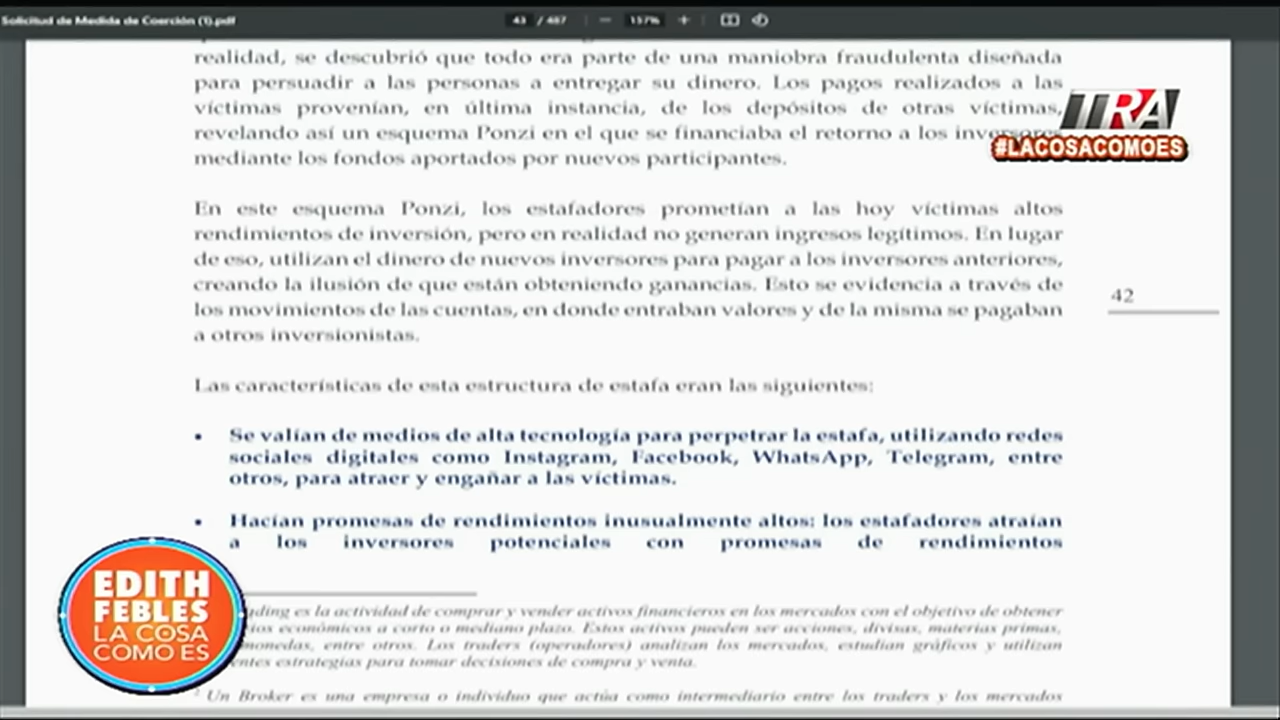 Solicitud de Medida de Coerción (1).pdf
43 / 487
157%
realidad, se descubrió que todo era parte de una maniobra fraudulenta diseñada
para persuadir a las personas a entregar su dinero. Los pagos realizados a las
víctimas provenían, en última instancia, de los depósitos de otras víctimas,
revelando así un esquema Ponzi en el que se financiaba el retorno a los inversores
mediante los fondos aportados por nuevos participantes.
TRA
#LACOSACOMOES
En este esquema Ponzi, los estafadores prometían a las hoy víctimas altos
rendimientos de inversión, pero en realidad no generan ingresos legítimos. En lugar
de eso, utilizan el dinero de nuevos inversores para pagar a los inversores anteriores,
creando la ilusión de que están obteniendo ganancias. Esto se evidencia a través de
los movimientos de las cuentas, en donde entraban valores y de la misma se pagaban
a otros inversionistas.
42
Las características de esta estructura de estafa eran las siguientes:
• Se valían de medios de alta tecnología para perpetrar la estafa, utilizando redes
sociales digitales como Instagram, Facebook, WhatsApp, Telegram, entre
otros, para atraer y engañar a las víctimas.
• Hacían promesas de rendimientos inusualmente altos: los estafadores atraían
a los inversores potenciales con promesas de rendimientos
EDITH
FEBLES
LA COSA
COMO ES
es la actividad de comprar y vender activos financieros en los mercados con el objetivo de obtener
económicos a corto o mediano plazo. Estos activos pueden ser acciones, divisas, materias primas,
entre otros. Los traders (operadores) analizan los mercados, estudian gráficos y utilizan
estrategias para tomar decisiones de compra y venta.
Un Broker es una empresa o individuo que actúa como intermediario entre los traders y los mercados